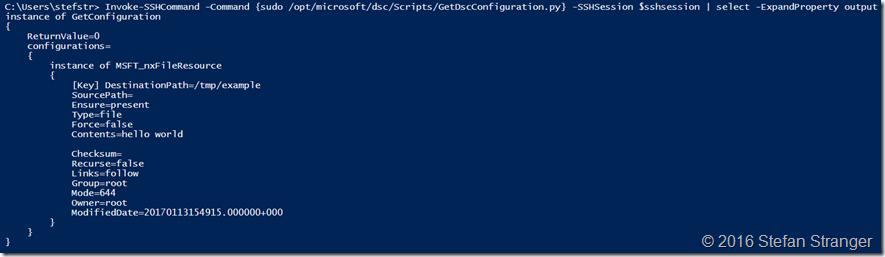 C:\Users\stefstr> Invoke-SSHCommand -Command {sudo /opt/microsoft/dsc/Scripts/GetDscConfiguration.py} -SSHSession $sshsession | select -ExpandProperty output
instance of GetConfiguration
{
    ReturnValue=0
    configurations=
    {
        instance of MSFT_nxFileResource
        {
            [Key] DestinationPath=/tmp/example
            SourcePath=
            Ensure=present
            Type=file
            Force=false
            Contents=hello world

            Checksum=
            Recurse=false
            Links=follow
            Group=root
            Mode=644
            Owner=root
            ModifiedDate=20170113154915.000000+000
        }
    }
}
© 2016 Stefan Stranger